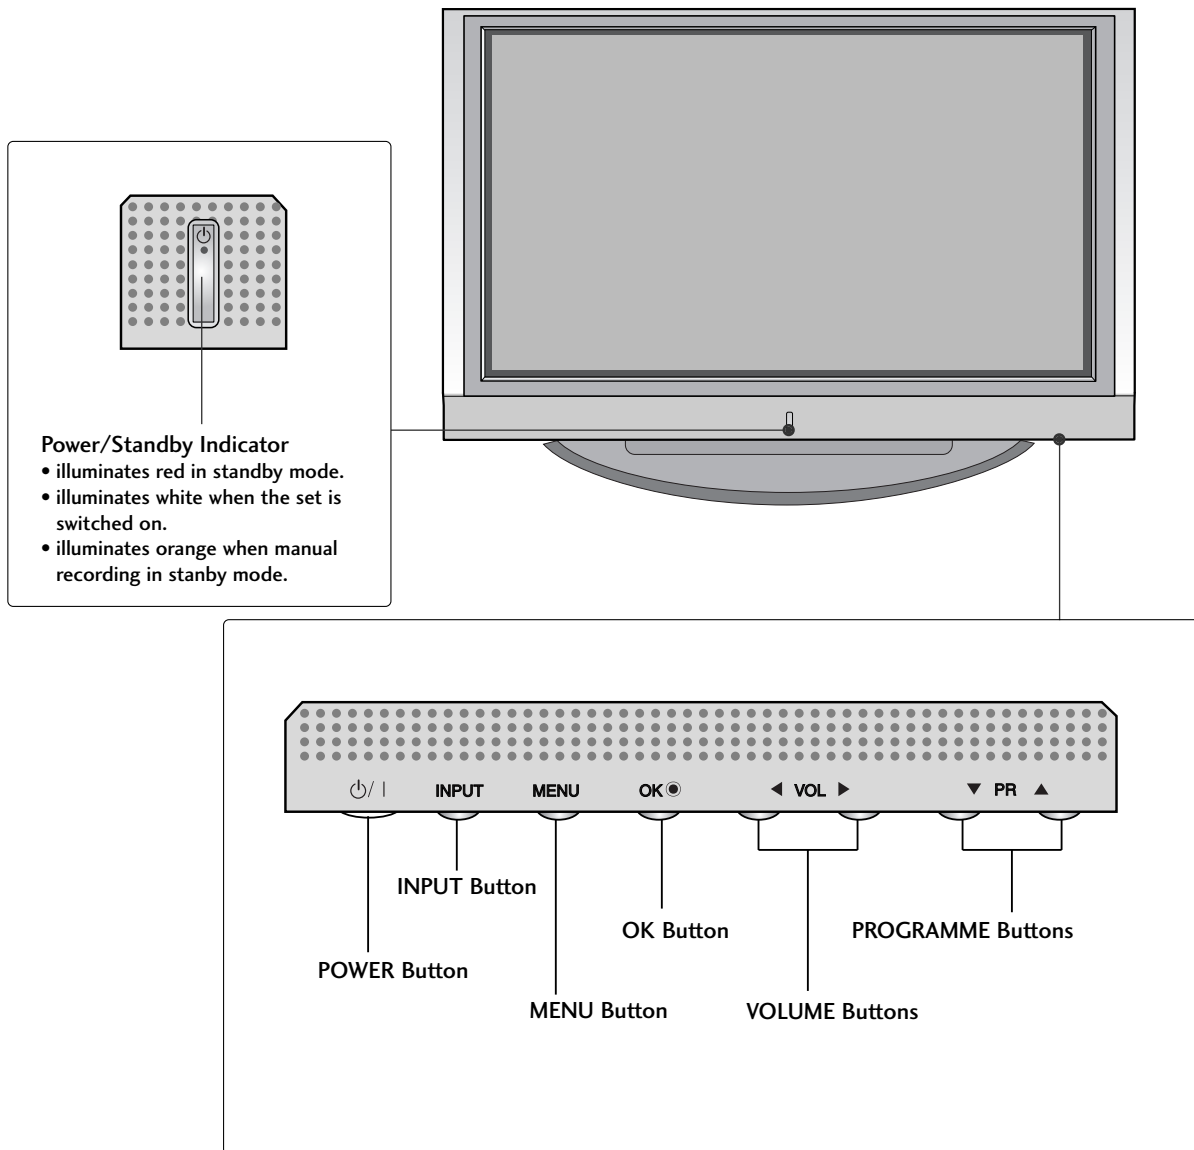 Power/Standby Indicator
• illuminates red in standby mode.
• illuminates white when the set is
switched on.
• illuminates orange when manual
recording in stanby mode.
⏻/ I INPUT MENU OK◉ ◀ VOL ▶ ▼ PR ▲
INPUT Button
OK Button
PROGRAMME Buttons
POWER Button
MENU Button
VOLUME Buttons